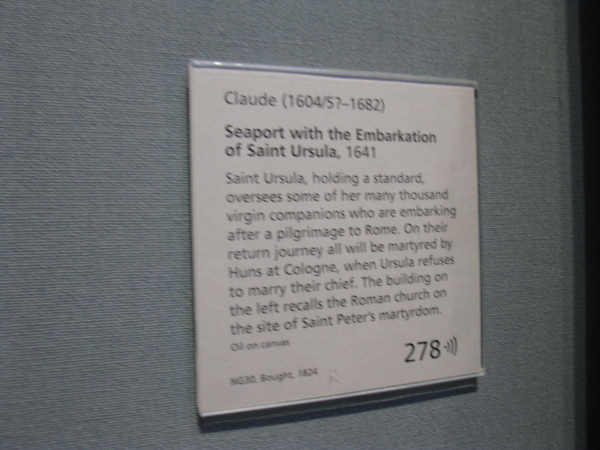 Claude (1604/5?–1682)
Seaport with the Embarkation
of Saint Ursula, 1641
Saint Ursula, holding a standard,
oversees some of her many thousand
virgin companions who are embarking
after a pilgrimage to Rome. On their
return journey all will be martyred by
Huns at Cologne, when Ursula refuses
to marry their chief. The building on
the left recalls the Roman church on
the site of Saint Peter's martyrdom.
Oil on canvas
278
NG30. Bought, 1824